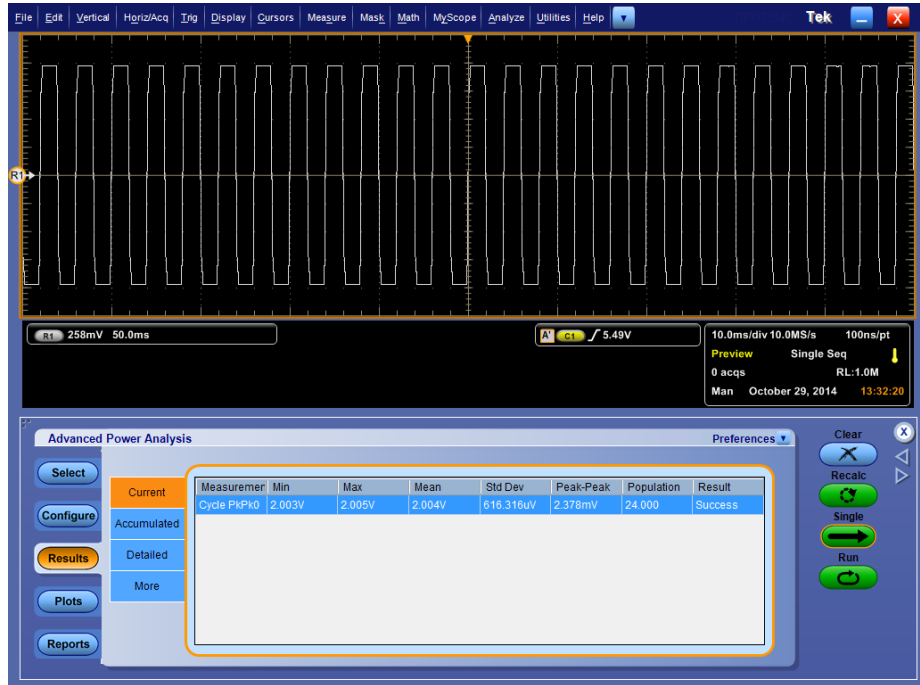 File Edit Vertical Horiz/Acq Trig Display Cursors Measure Mask Math MyScope Analyze Utilities Help Tek X
R1
R1 258mV 50.0ms
A' C1 5.49V
10.0ms/div 10.0MS/s 100ns/pt
Preview Single Seq
0 acqs RL:1.0M
Man October 29, 2014 13:32:20
Advanced Power Analysis
Preferences
Clear
X
Select
Configure
Results
Plots
Reports
Current
Accumulated
Detailed
More
Measuremen Min Max Mean Std Dev Peak-Peak Population Result
Cycle PkPk0 2.003V 2.005V 2.004V 616.316uV 2.378mV 24.000 Success
Recalc
Single
Run